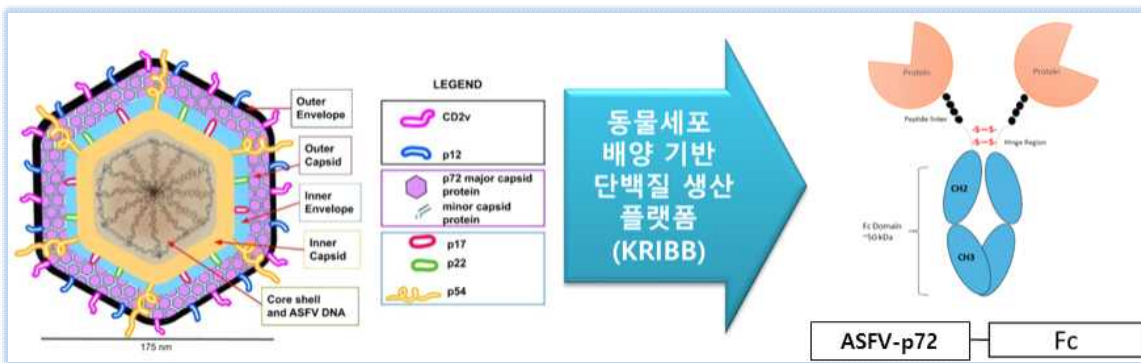 Outer
Envelope
Outer
Capsid
Inner
Envelope
Inner
Capsid
Core shell
and ASFV DNA
175 nm
LEGEND
CD2v
p12
p72 major capsid
protein
minor capsid
protein
p17
p22
p54
동물세포
배양 기반
단백질 생산
플랫폼
(KRIBB)
Protein
Protein
Peptide linker
-S-S-
-S-S-
Hinge Region
CH2
Fc Domain
~50 kDa
CH3
ASFV-p72
Fc